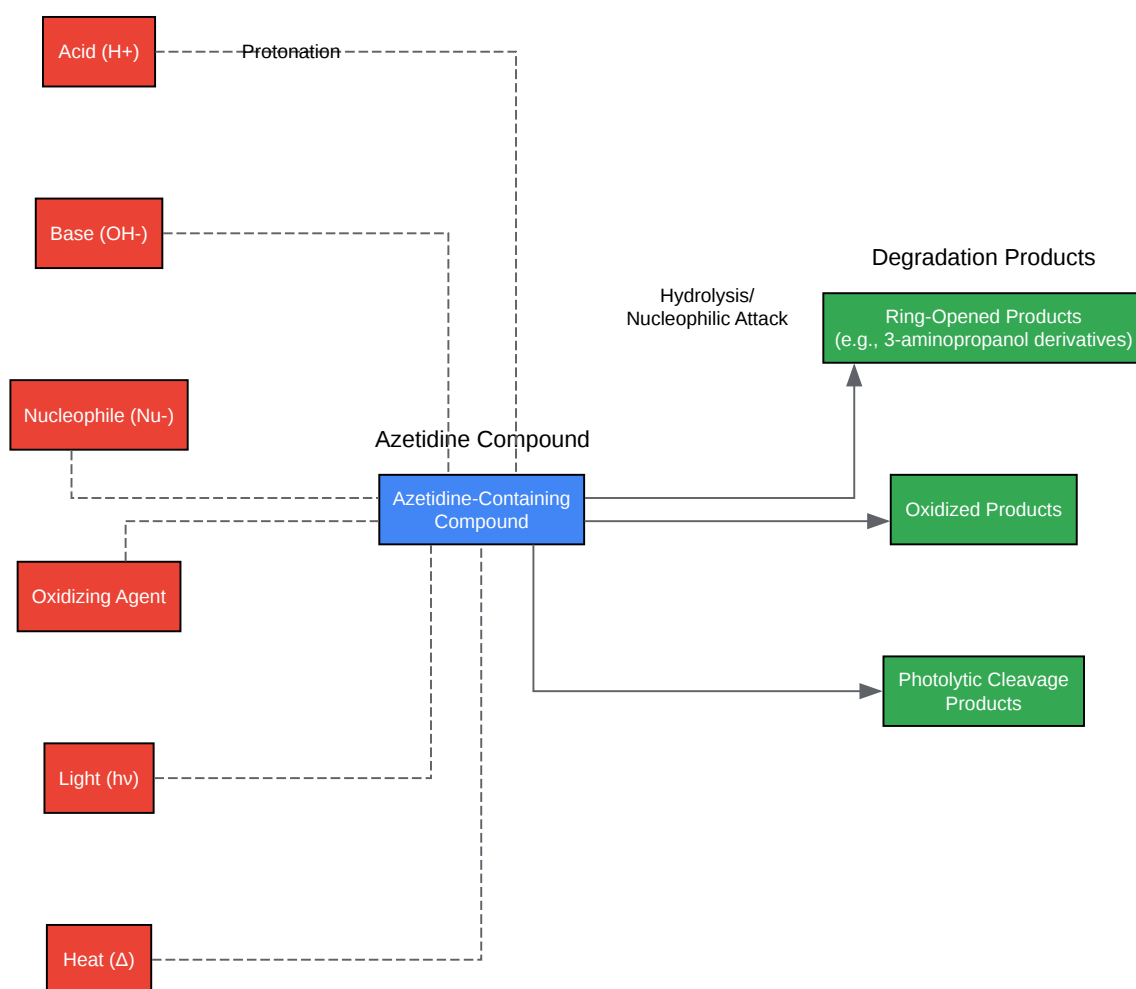 Acid (H+)
Protonation
Base (OH-)
Degradation Products
Hydrolysis/
Nucleophilic Attack
Ring-Opened Products
(e.g., 3-aminopropanol derivatives)
Nucleophile (Nu-)
Azetidine Compound
Azetidine-Containing
Compound
Oxidized Products
Oxidizing Agent
Photolytic Cleavage
Products
Light (hν)
Heat (Δ)